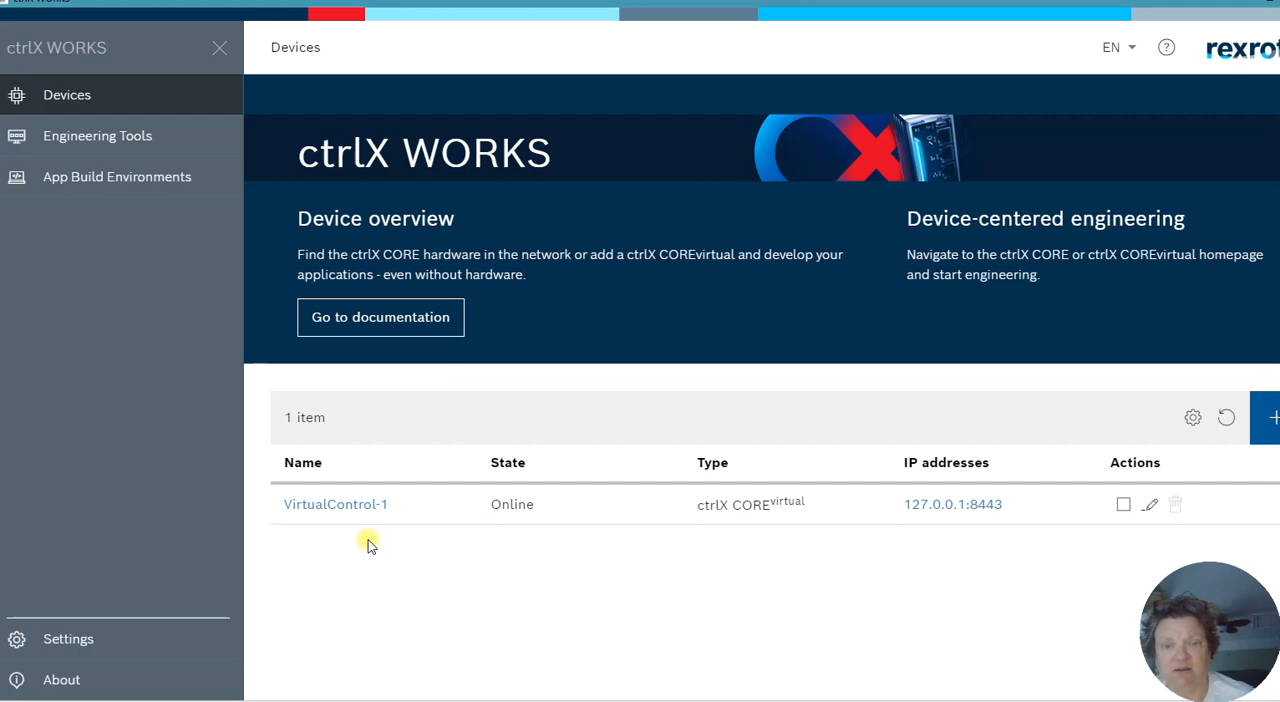 ctrlX WORKS
Devices
Engineering Tools
App Build Environments
Settings
About
Devices
EN
rexro
ctrlX WORKS
Device overview
Find the ctrlX CORE hardware in the network or add a ctrlX COREvirtual and develop your
applications - even without hardware.
Go to documentation
Device-centered engineering
Navigate to the ctrlX CORE or ctrlX COREvirtual homepage
and start engineering.
1 item
Name State Type IP addresses Actions
VirtualControl-1 Online ctrlX COREvirtual 127.0.0.1:8443